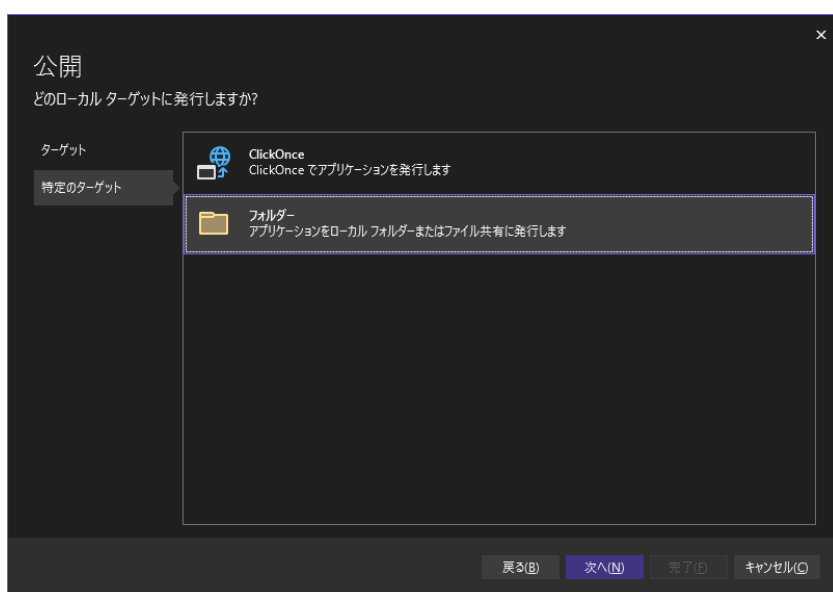 公開
どのローカル ターゲットに発行しますか?
ターゲット
特定のターゲット
ClickOnce
ClickOnce でアプリケーションを発行します
フォルダー
アプリケーションをローカル フォルダーまたはファイル共有に発行します
戻る(B)
次へ(N)
完了(F)
キャンセル(C)